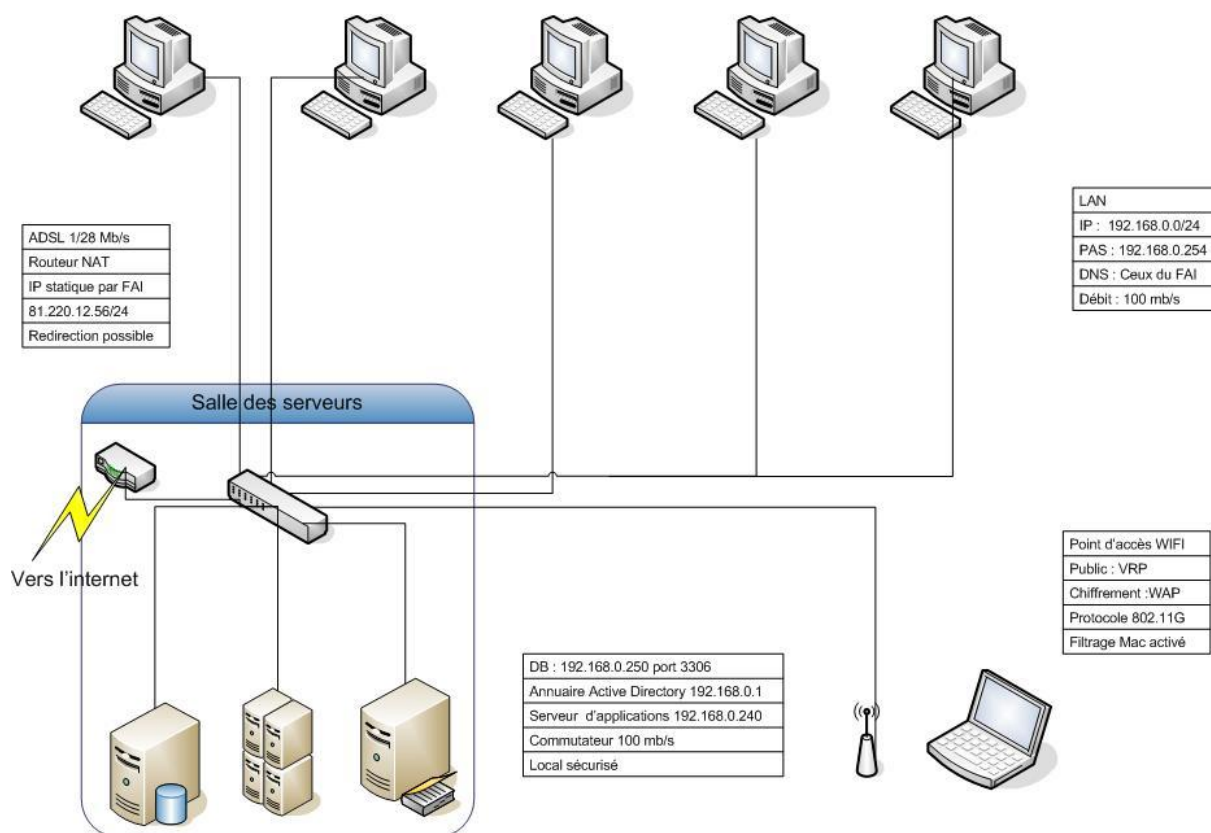 ADSL 1/28 Mb/s
Routeur NAT
IP statique par FAI
81.220.12.56/24
Redirection possible
LAN
IP : 192.168.0.0/24
PAS : 192.168.0.254
DNS : Ceux du FAI
Débit : 100 mb/s
Salle des serveurs
Vers l'internet
Point d'accès WIFI
Public : VRP
Chiffrement :WAP
Protocole 802.11G
Filtrage Mac activé
DB : 192.168.0.250 port 3306
Annuaire Active Directory 192.168.0.1
Serveur d'applications 192.168.0.240
Commutateur 100 mb/s
Local sécurisé